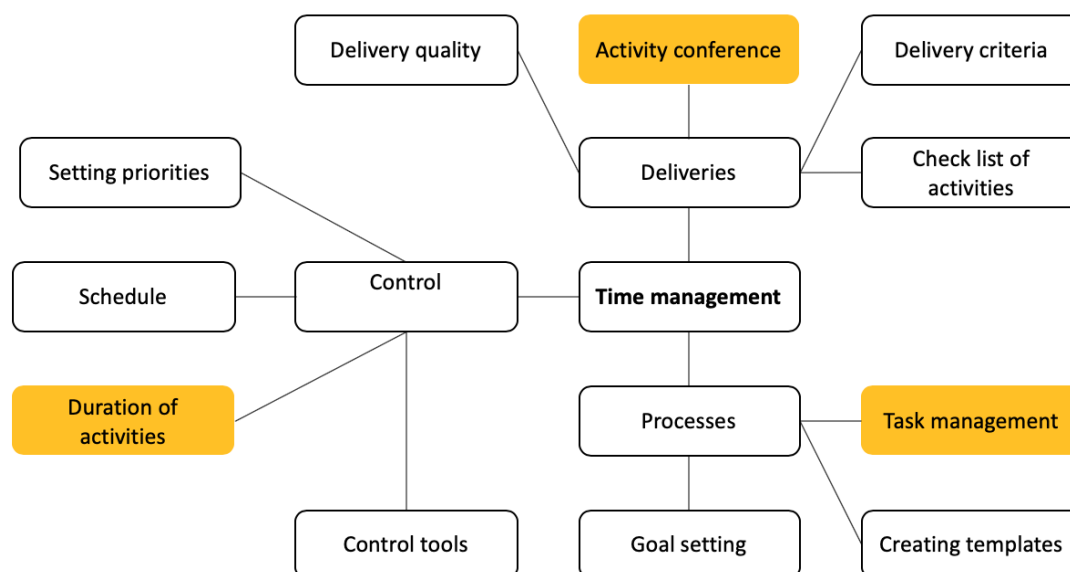 Delivery quality
Activity conference
Delivery criteria
Setting priorities
Deliveries
Check list of
activities
Schedule
Control
Time management
Duration of
activities
Processes
Task management
Control tools
Goal setting
Creating templates